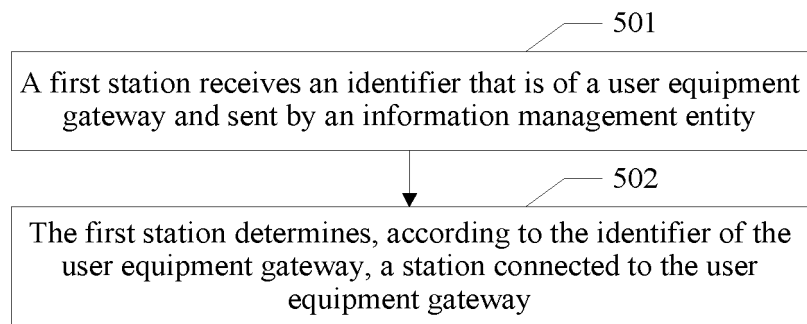 501
A first station receives an identifier that is of a user equipment
gateway and sent by an information management entity
502
The first station determines, according to the identifier of the
user equipment gateway, a station connected to the user
equipment gateway